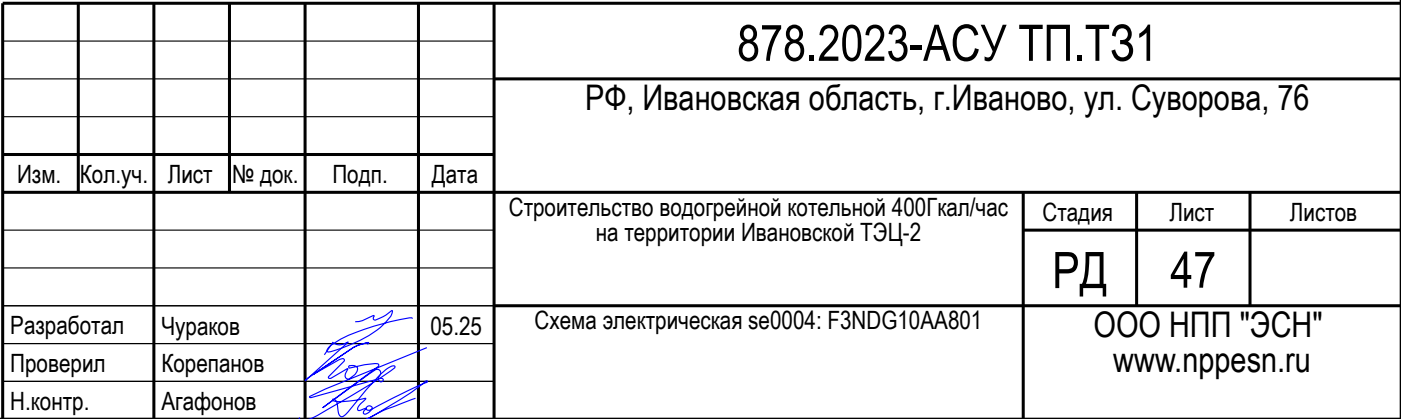 878.2023-АСУ ТП.ТЗ1
РФ, Ивановская область, г.Иваново, ул. Суворова, 76
Изм. Кол.уч. Лист № док. Подп. Дата
Строительство водогрейной котельной 400Гкал/час
на территории Ивановской ТЭЦ-2
Стадия Лист Листов
РД 47
Разработал Чураков 05.25
Проверил Корепанов
Н.контр. Агафонов
Схема электрическая se0004: F3NDG10AA801
ООО НПП "ЭСН"
www.nppesn.ru